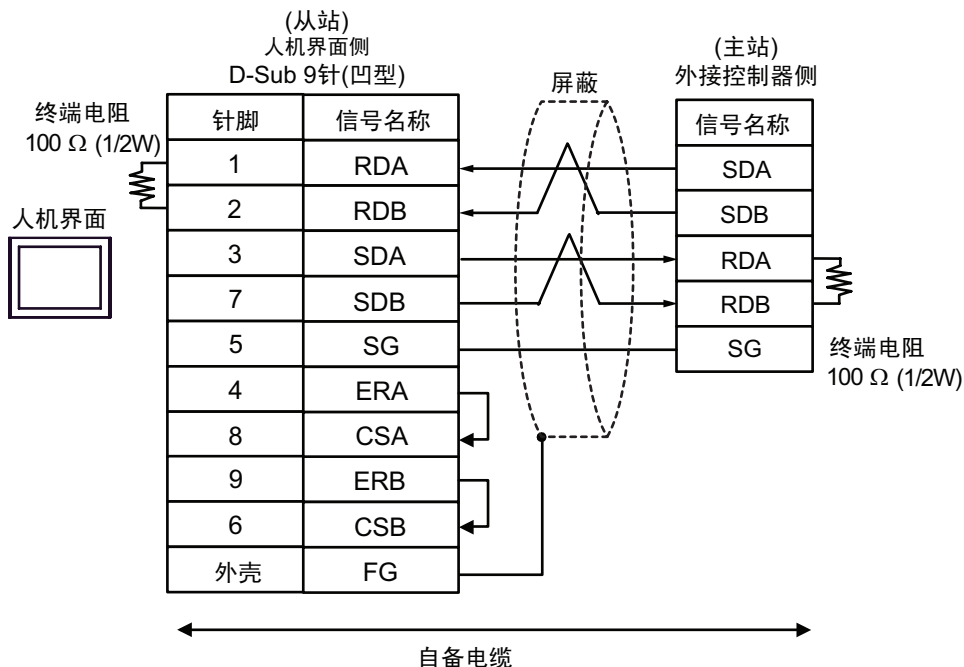 (从站)
人机界面侧
D-Sub 9针(凹型)
(主站)
外接控制器侧
屏蔽
终端电阻
100 Ω (1/2W)
人机界面
针脚 信号名称
1 RDA
2 RDB
3 SDA
7 SDB
5 SG
4 ERA
8 CSA
9 ERB
6 CSB
外壳 FG
信号名称
SDA
SDB
RDA
RDB
SG
终端电阻
100 Ω (1/2W)
自备电缆